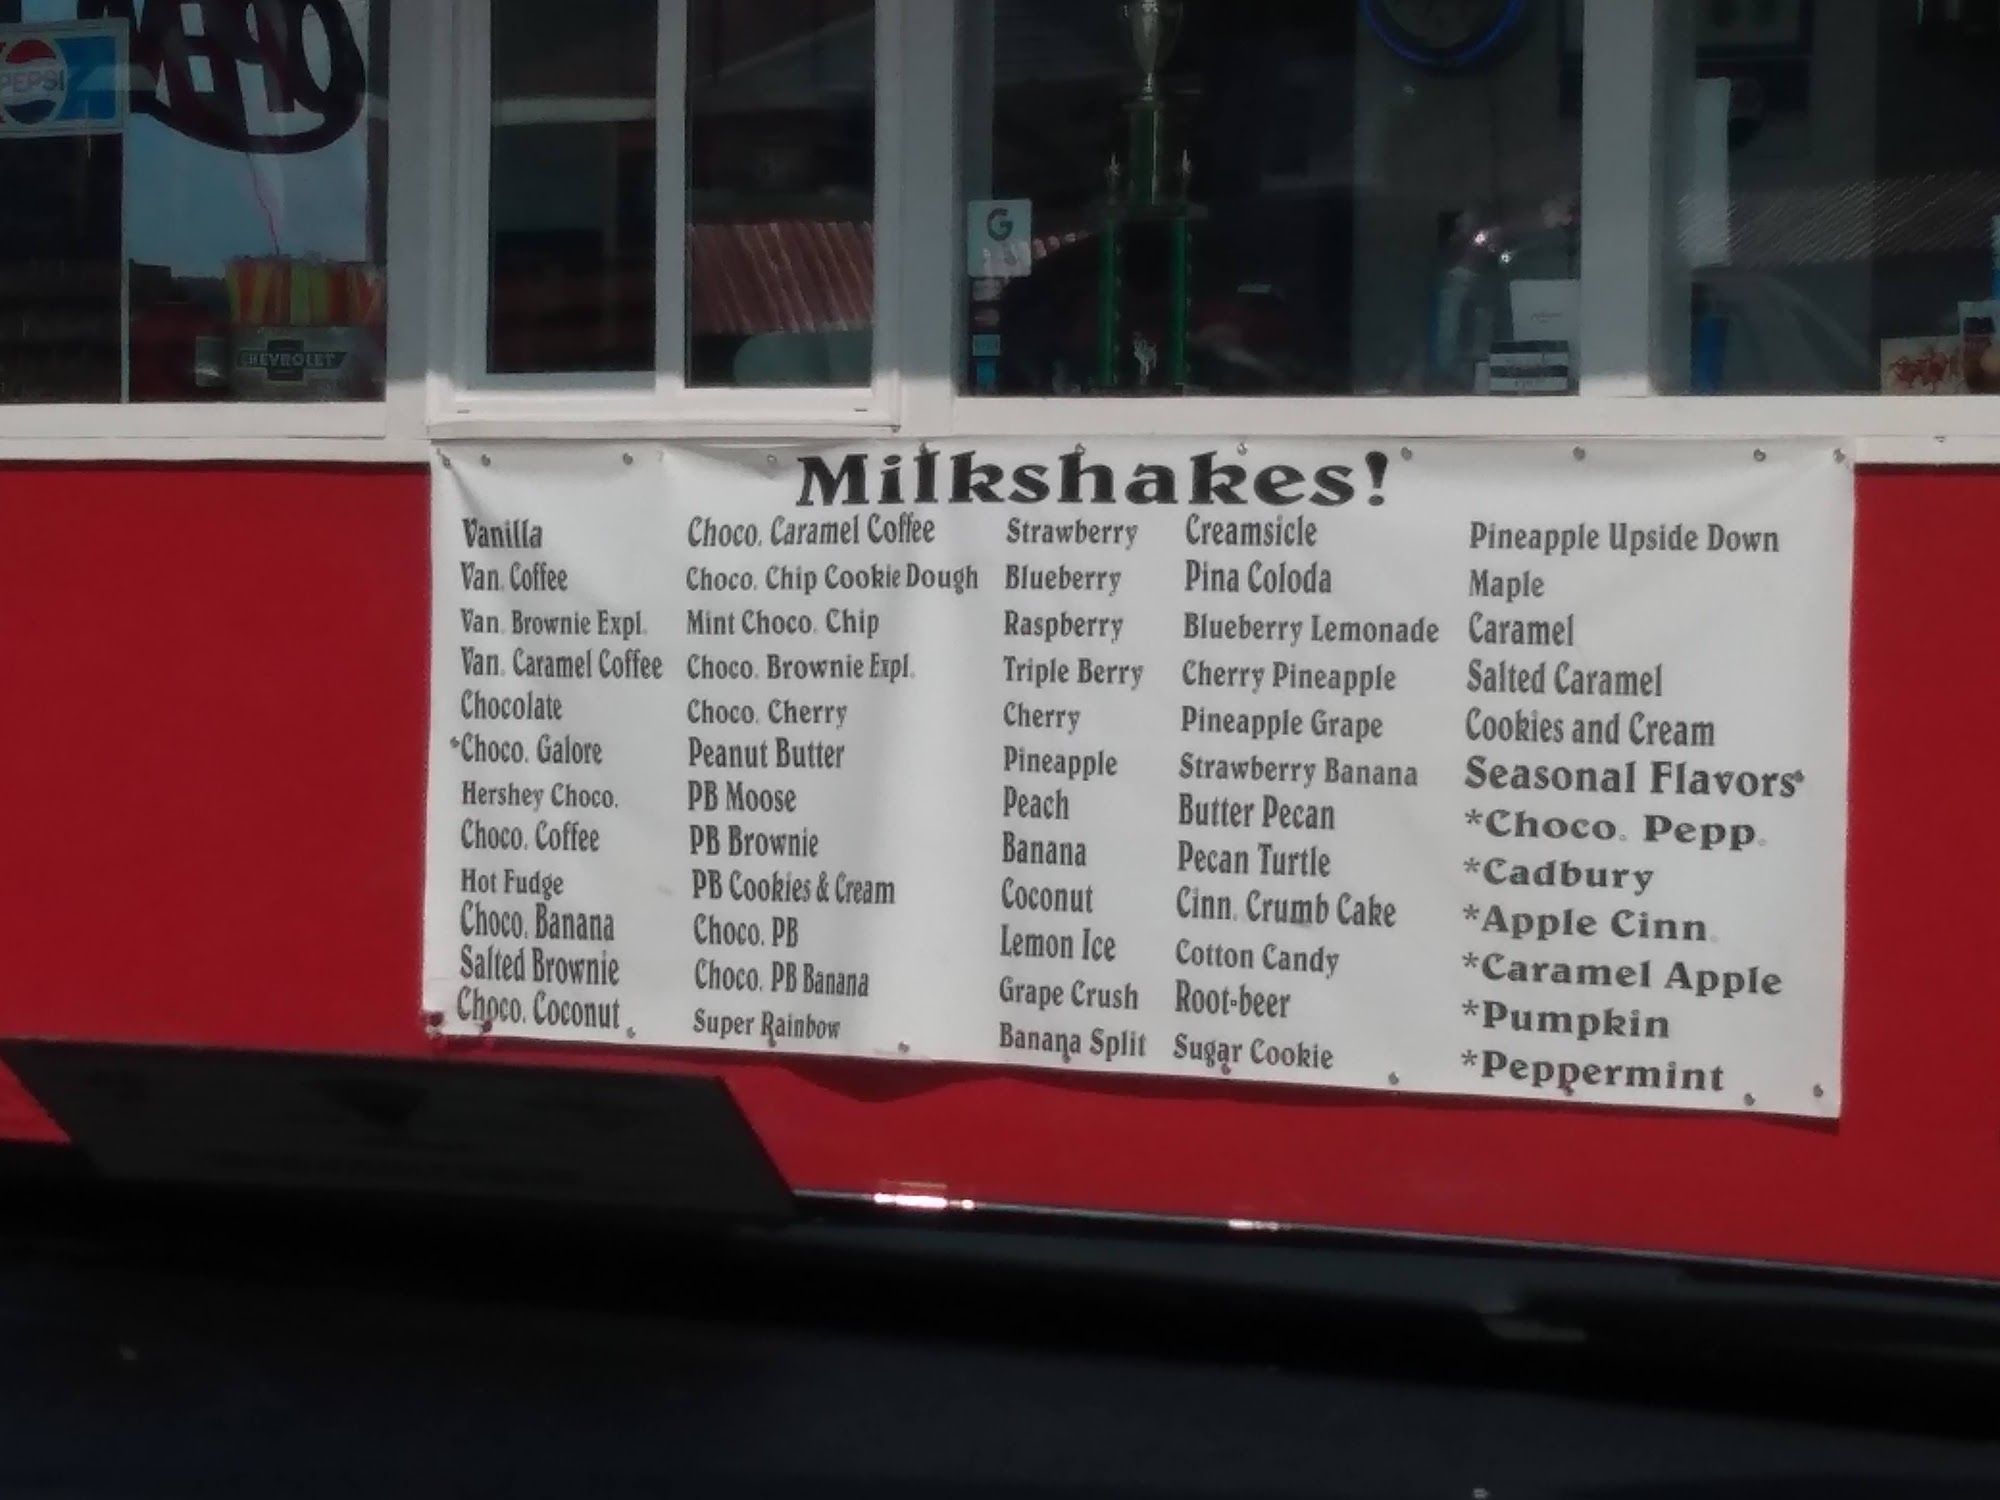 OPEN
PEPSI
G
CHEVROLET
Milkshakes!
Vanilla
Van. Coffee
Van. Brownie Expl.
Van. Caramel Coffee
Chocolate
*Choco. Galore
Hershey Choco.
Choco. Coffee
Hot Fudge
Choco. Banana
Salted Brownie
Choco. Coconut
Choco. Caramel Coffee
Choco. Chip Cookie Dough
Mint Choco. Chip
Choco. Brownie Expl.
Choco. Cherry
Peanut Butter
PB Moose
PB Brownie
PB Cookies & Cream
Choco. PB
Choco. PB Banana
Super Rainbow
Strawberry
Blueberry
Raspberry
Triple Berry
Cherry
Pineapple
Peach
Banana
Coconut
Lemon Ice
Grape Crush
Banana Split
Creamsicle
Pina Coloda
Blueberry Lemonade
Cherry Pineapple
Pineapple Grape
Strawberry Banana
Butter Pecan
Pecan Turtle
Cinn. Crumb Cake
Cotton Candy
Root-beer
Sugar Cookie
Pineapple Upside Down
Maple
Caramel
Salted Caramel
Cookies and Cream
Seasonal Flavors*
*Choco. Pepp.
*Cadbury
*Apple Cinn.
*Caramel Apple
*Pumpkin
*Peppermint